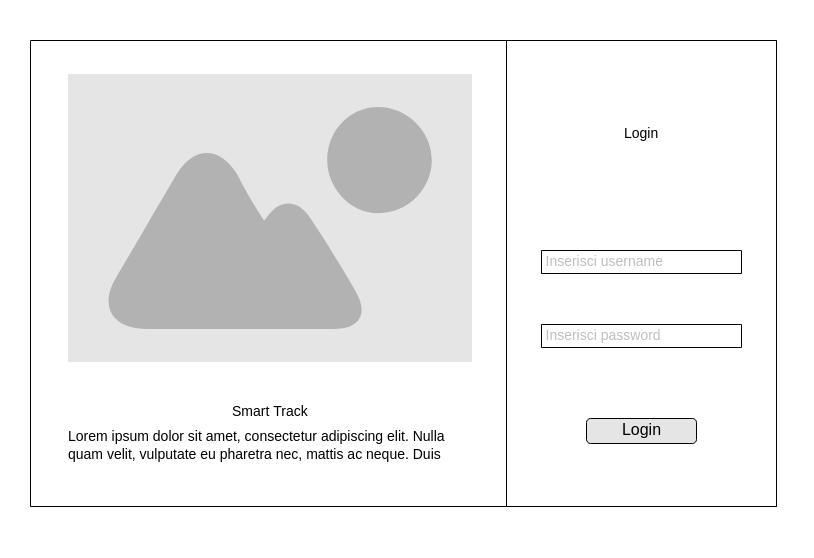 Smart Track
Lorem ipsum dolor sit amet, consectetur adipiscing elit. Nulla
quam velit, vulputate eu pharetra nec, mattis ac neque. Duis
Login
Inserisci username
Inserisci password
Login